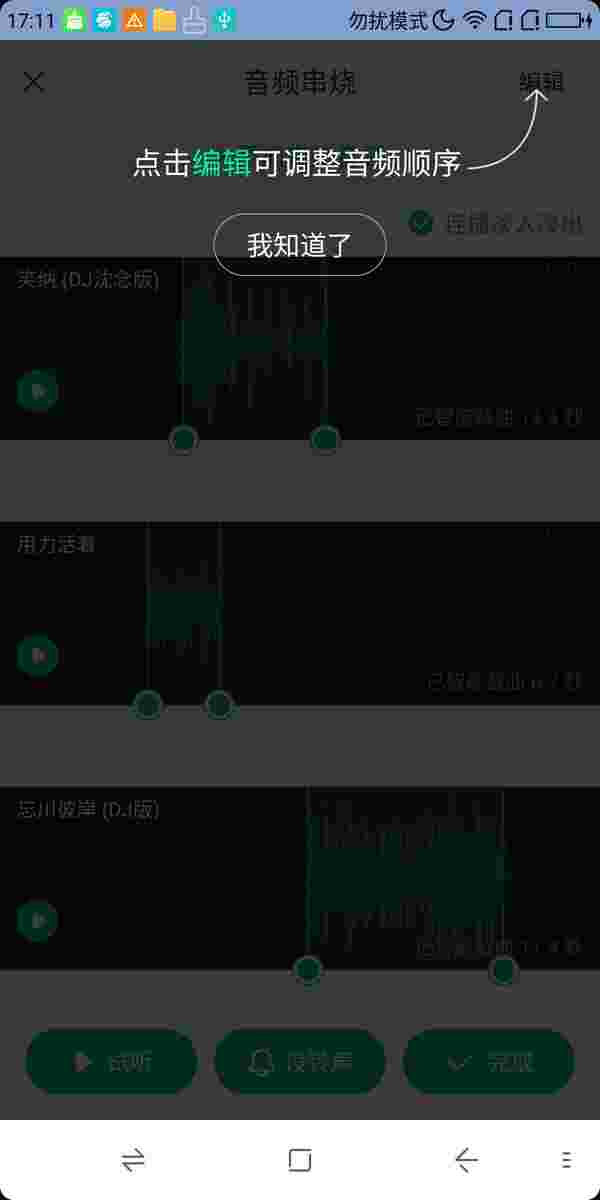 17:11 勿扰模式
音频串烧 编辑
点击编辑可调整音频顺序
我知道了
夹纳 (DJ沈念版)
用力活着
忘川彼岸 (DJ版)
试听 设铃声 完成